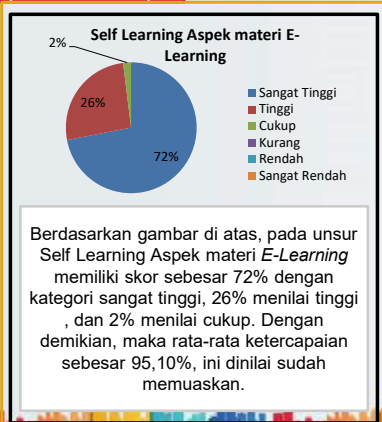 Self Learning Aspek materi E-
Learning
2%
26%
72%
Sangat Tinggi
Tinggi
Cukup
Kurang
Rendah
Sangat Rendah
Berdasarkan gambar di atas, pada unsur
Self Learning Aspek materi E-Learning
memiliki skor sebesar 72% dengan
kategori sangat tinggi, 26% menilai tinggi
, dan 2% menilai cukup. Dengan
demikian, maka rata-rata ketercapaian
sebesar 95,10%, ini dinilai sudah
memuaskan.